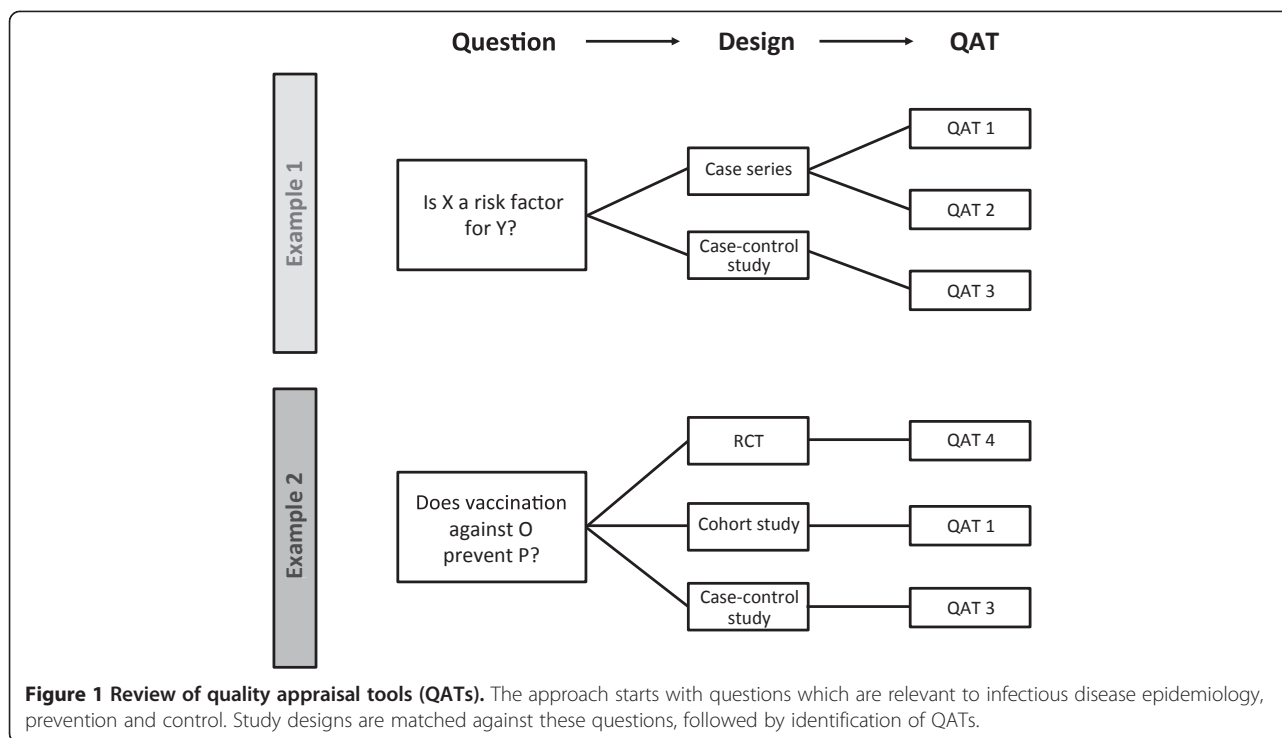 Question Design QAT
Example 1
Is X a risk factor
for Y?
Case series
Case-control
study
QAT 1
QAT 2
QAT 3
Example 2
Does vaccination
against O
prevent P?
RCT
Cohort study
Case-control
study
QAT 4
QAT 1
QAT 3
Figure 1 Review of quality appraisal tools (QATs). The approach starts with questions which are relevant to infectious disease epidemiology,
prevention and control. Study designs are matched against these questions, followed by identification of QATs.